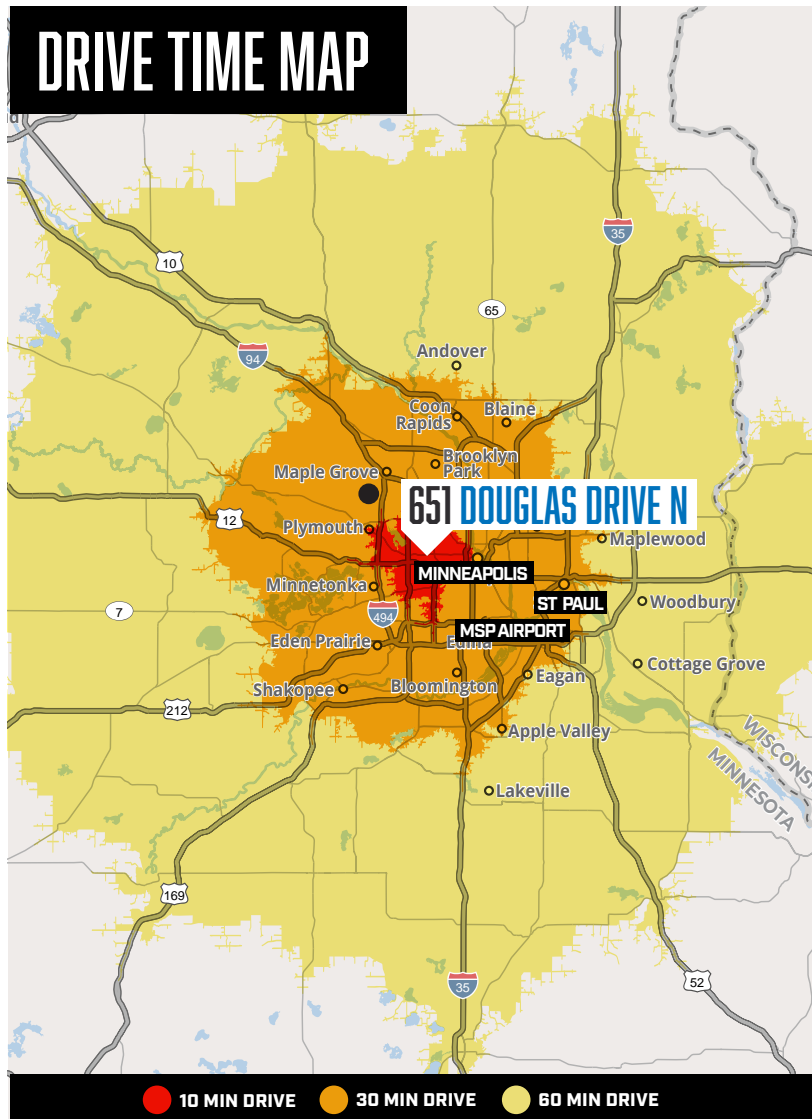 DRIVE TIME MAP
35
10
65
94
Andover
Coon
Rapids
Blaine
Brooklyn
Park
Maple Grove
651 DOUGLAS DRIVE N
12
Plymouth
Maplewood
MINNEAPOLIS
Minnetonka
ST PAUL
Woodbury
7
494
MSP AIRPORT
Eden Prairie
Edina
Cottage Grove
Shakopee
Bloomington
Eagan
212
Apple Valley
WISCONSI
MINNESOTA
Lakeville
169
35
52
10 MIN DRIVE
30 MIN DRIVE
60 MIN DRIVE